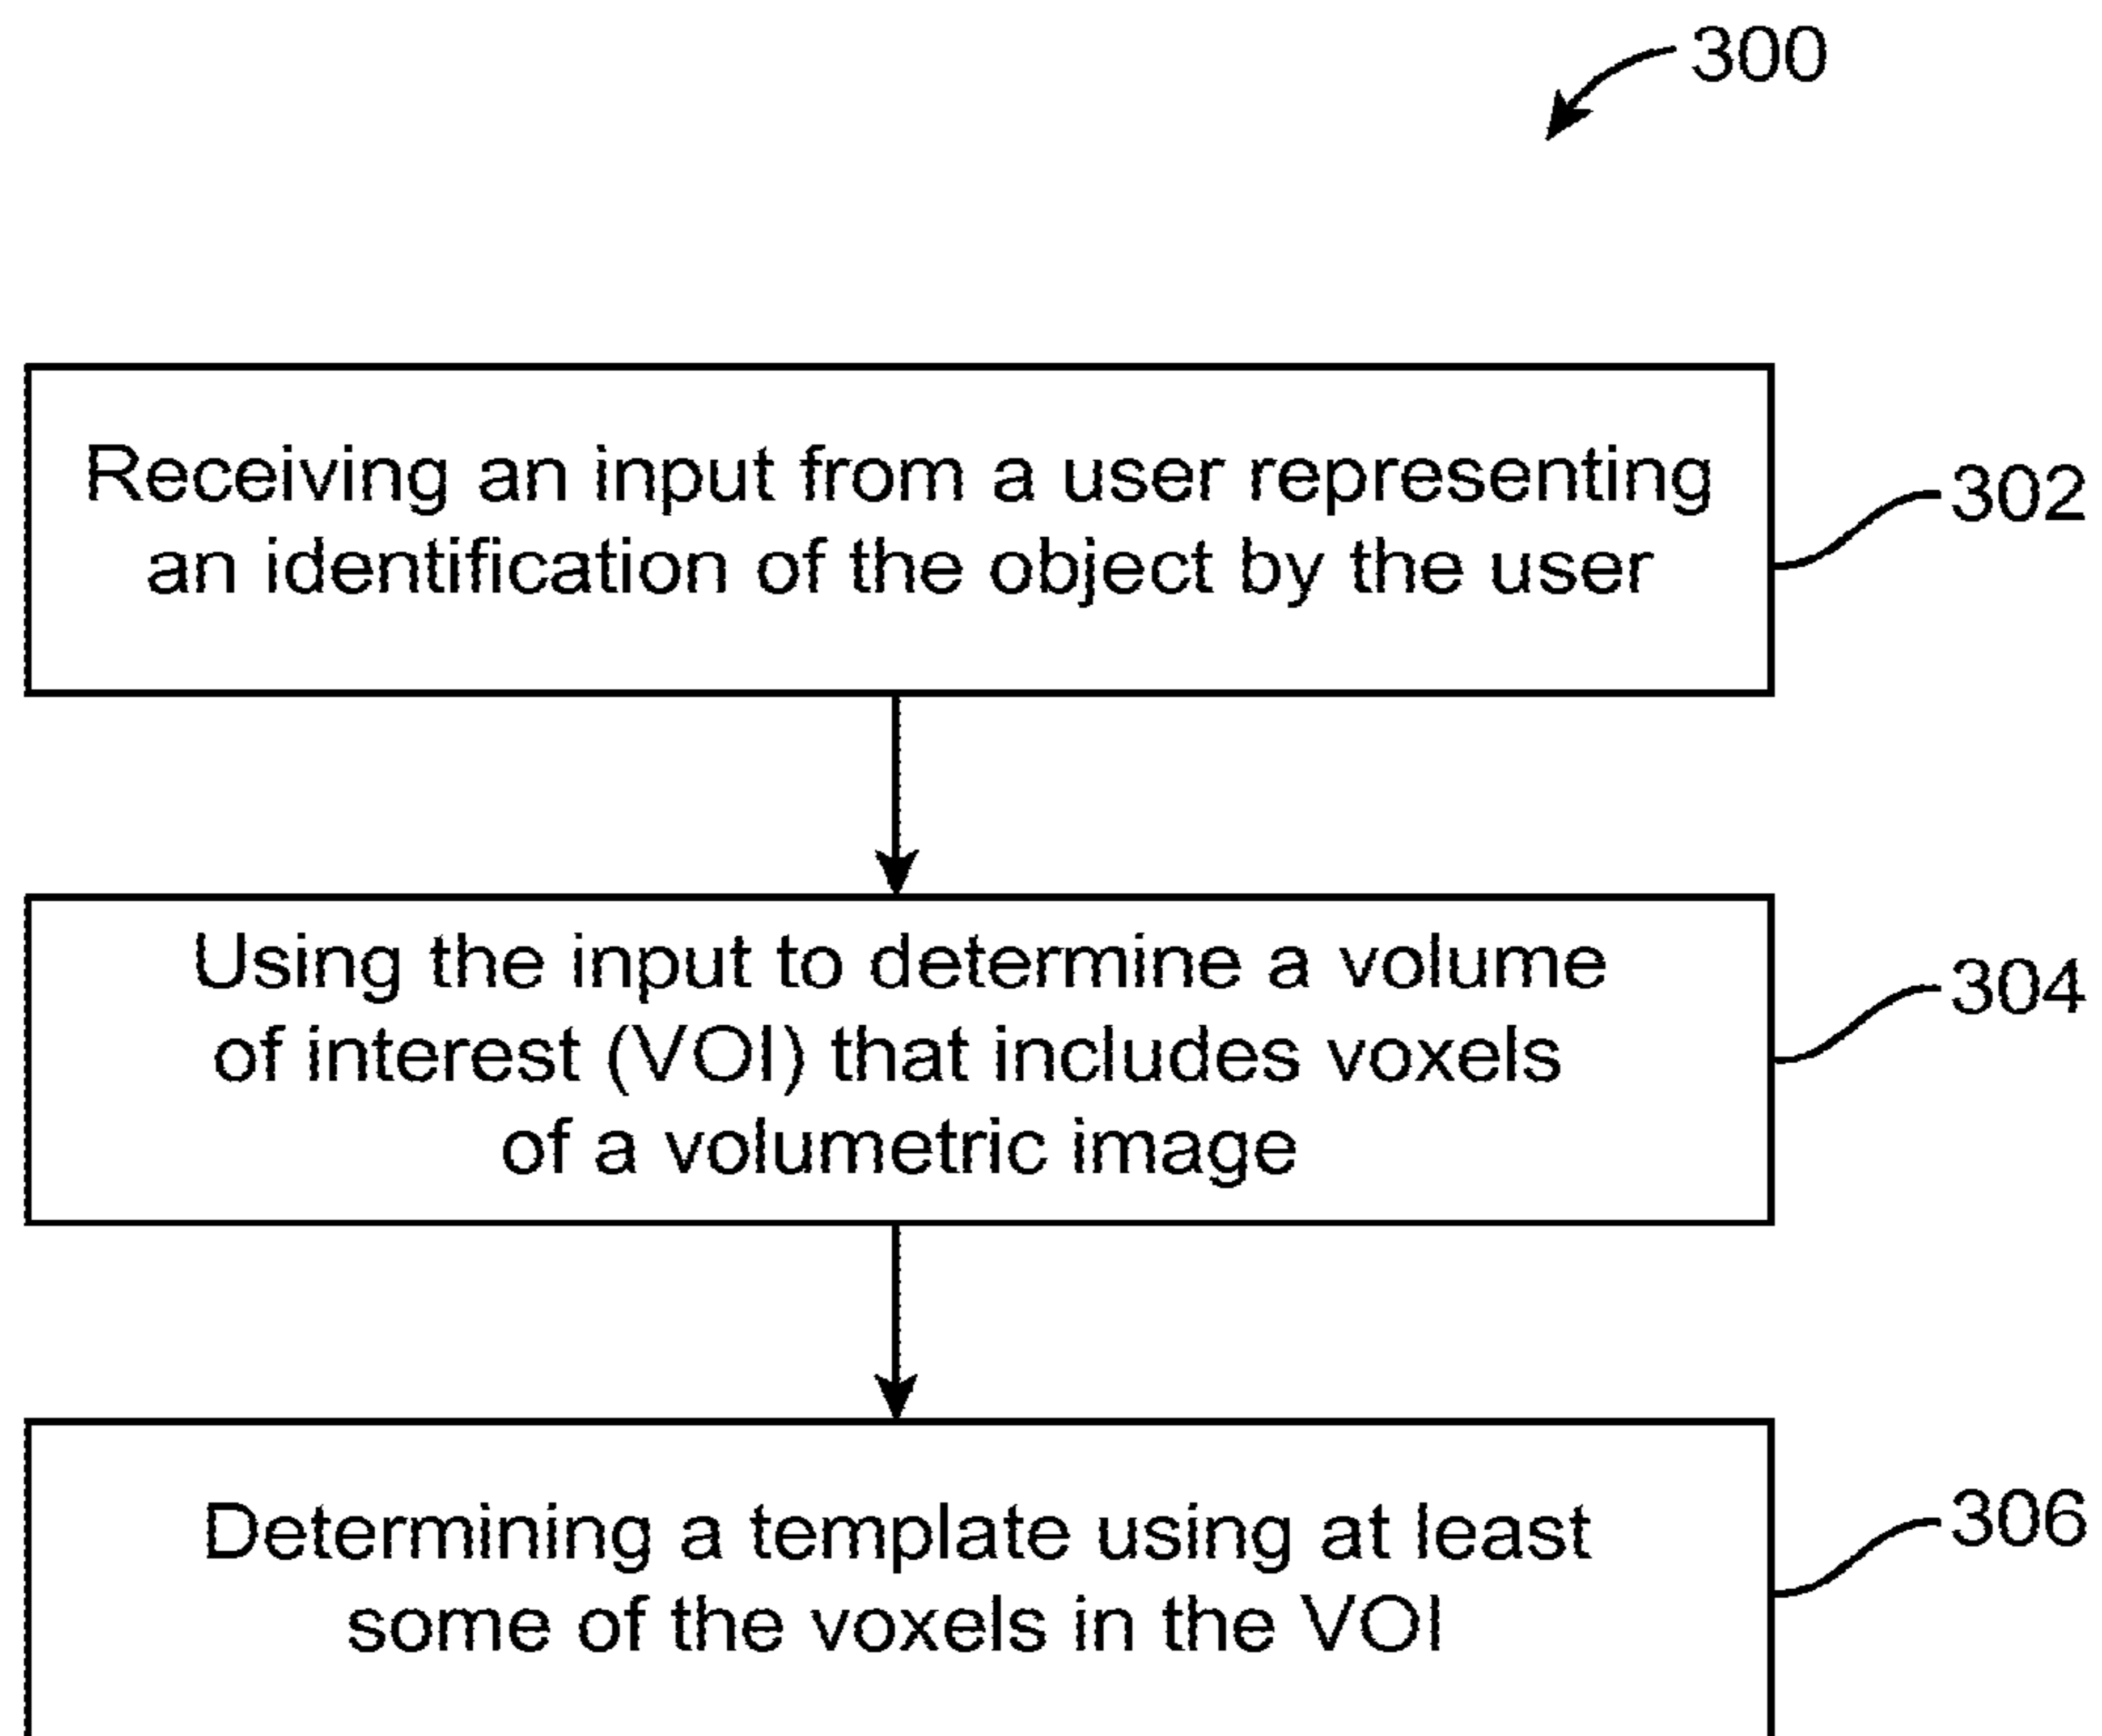 300
Receiving an input from a user representing
an identification of the object by the user
302
Using the input to determine a volume
of interest (VOI) that includes voxels
of a volumetric image
304
Determining a template using at least
some of the voxels in the VOI
306